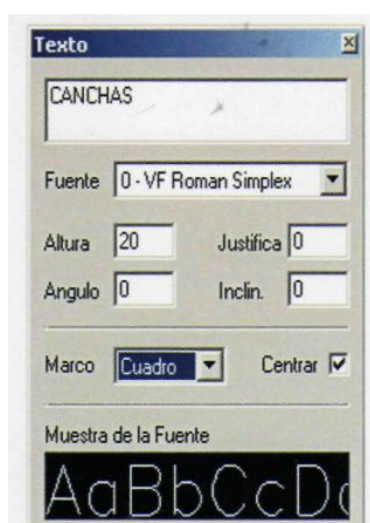 Texto
CANCHAS
Fuente 0 - VF Roman Simplex
Altura 20 Justifica 0
Angulo 0 Inclin. 0
Marco Cuadro Centrar
Muestra de la Fuente
AaBbCcD